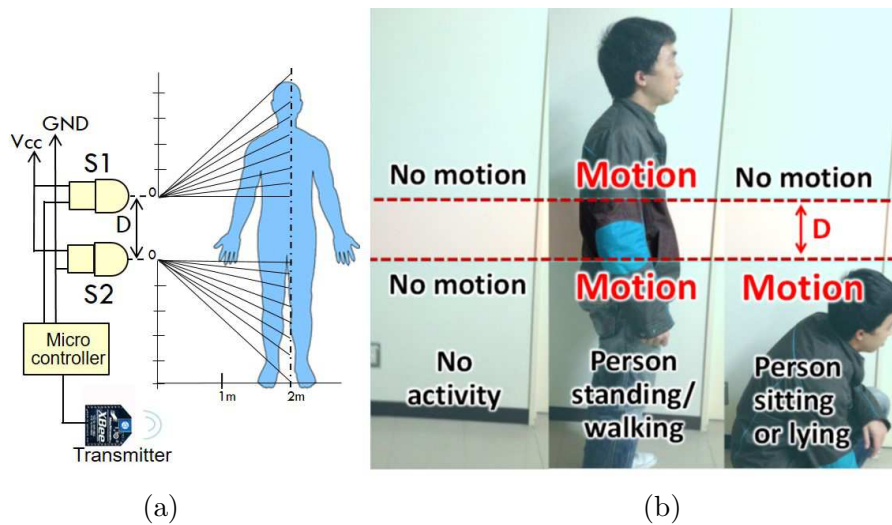 GND
Vcc
S1
0
D
0
S2
Micro
controller
XBee
Transmitter
1m
2m
(a)
No motion
Motion
No motion
D
No motion
Motion
Motion
No
activity
Person
standing/
walking
Person
sitting
or lying
(b)